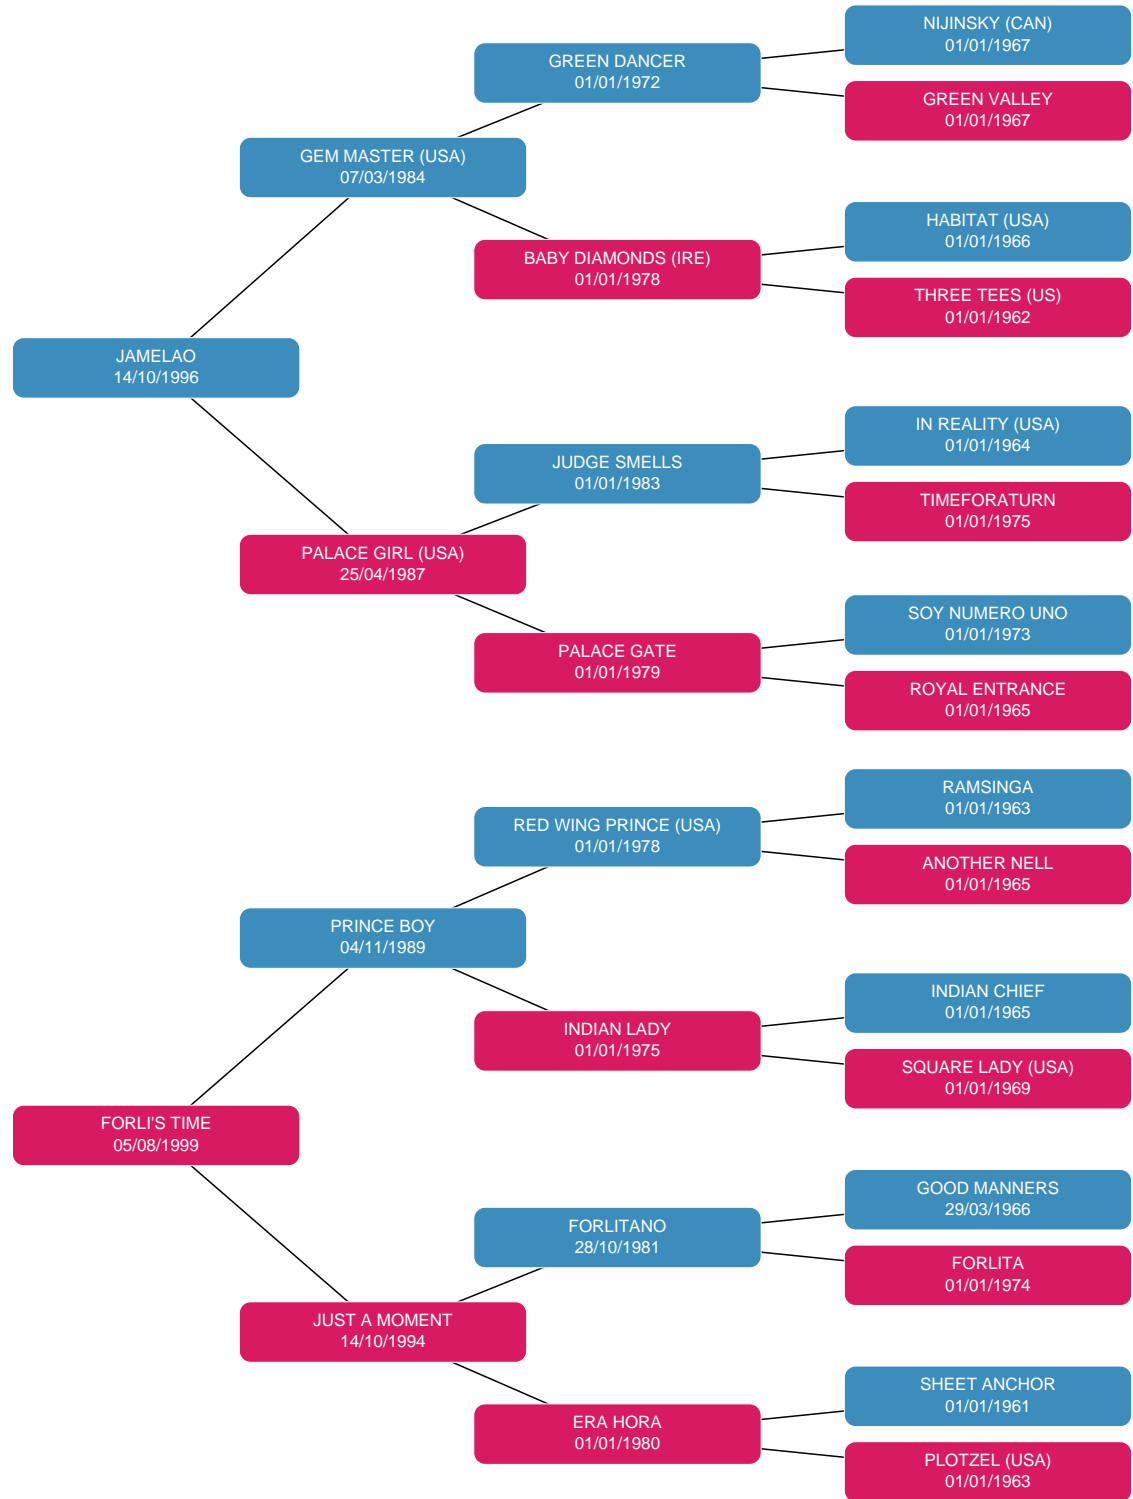 NIJINSKY (CAN)
01/01/1967
GREEN DANCER
01/01/1972
GREEN VALLEY
01/01/1967
GEM MASTER (USA)
07/03/1984
HABITAT (USA)
01/01/1966
BABY DIAMONDS (IRE)
01/01/1978
THREE TEES (US)
01/01/1962
JAMELAO
14/10/1996
IN REALITY (USA)
01/01/1964
JUDGE SMELLS
01/01/1983
TIMEFORATURN
01/01/1975
PALACE GIRL (USA)
25/04/1987
SOY NUMERO UNO
01/01/1973
PALACE GATE
01/01/1979
ROYAL ENTRANCE
01/01/1965
RAMSINGA
01/01/1963
RED WING PRINCE (USA)
01/01/1978
ANOTHER NELL
01/01/1965
PRINCE BOY
04/11/1989
INDIAN CHIEF
01/01/1965
INDIAN LADY
01/01/1975
SQUARE LADY (USA)
01/01/1969
FORLI'S TIME
05/08/1999
GOOD MANNERS
29/03/1966
FORLITANO
28/10/1981
FORLITA
01/01/1974
JUST A MOMENT
14/10/1994
SHEET ANCHOR
01/01/1961
ERA HORA
01/01/1980
PLOTZEL (USA)
01/01/1963